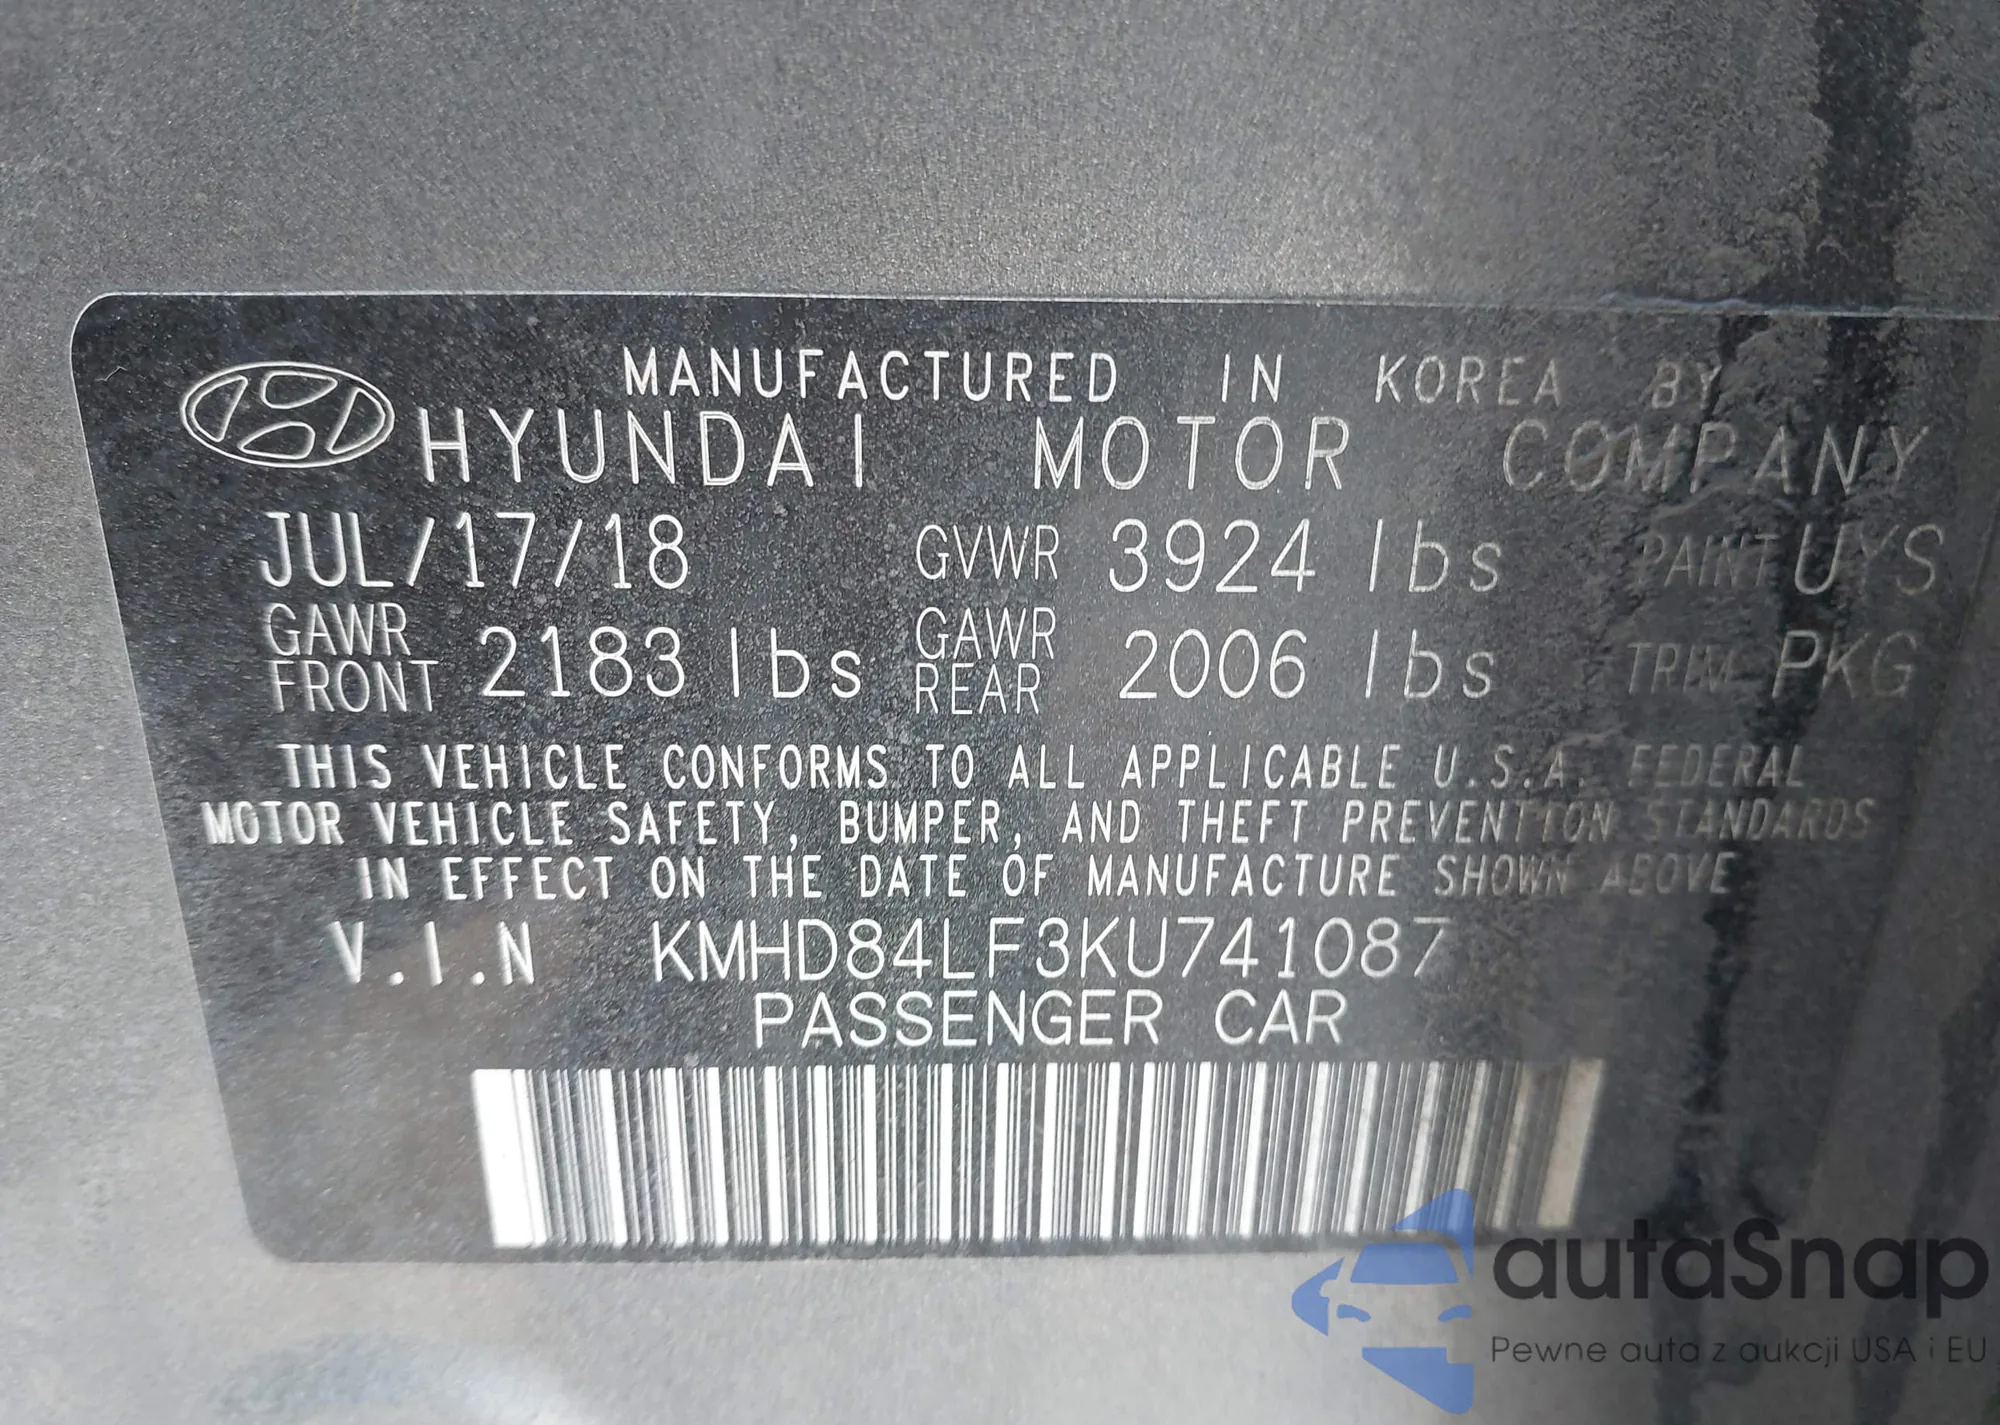 MANUFACTURED IN KOREA BY
HYUNDAI MOTOR COMPANY
JUL/17/18 GVWR 3924 lbs PAINT UYS
GAWR FRONT 2183 lbs GAWR REAR 2006 lbs TRIM PKG
THIS VEHICLE CONFORMS TO ALL APPLICABLE U.S.A. FEDERAL
MOTOR VEHICLE SAFETY, BUMPER, AND THEFT PREVENTION STANDARDS
IN EFFECT ON THE DATE OF MANUFACTURE SHOWN ABOVE
V.I.N KMHD84LF3KU741087
PASSENGER CAR
autaSnap
Pewne auta z aukcji USA i EU